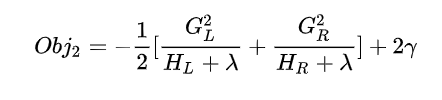 Obj_2 = -\frac{1}{2}[\frac{G_L^2}{H_L + \lambda} + \frac{G_R^2}{H_R + \lambda}] + 2\gamma